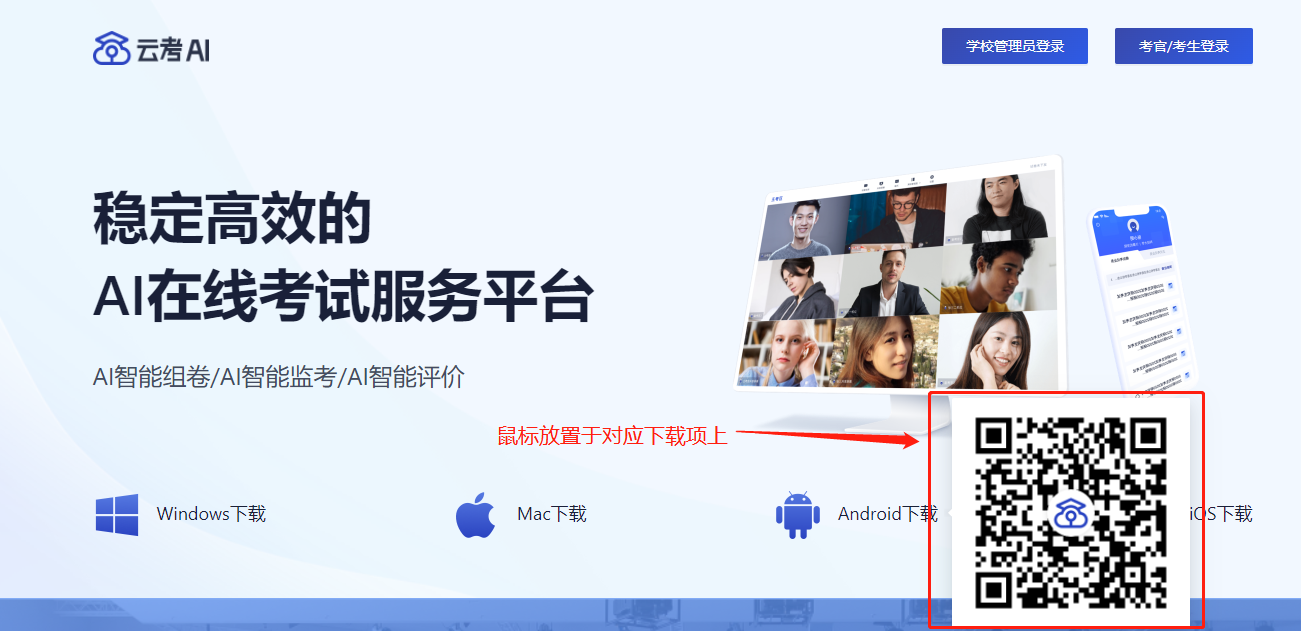 云考AI
学校管理员登录
考官/考生登录
稳定高效的
AI在线考试服务平台
AI智能组卷/AI智能监考/AI智能评价
鼠标放置于对应下载项上
Windows下载
Mac下载
Android下载
iOS下载